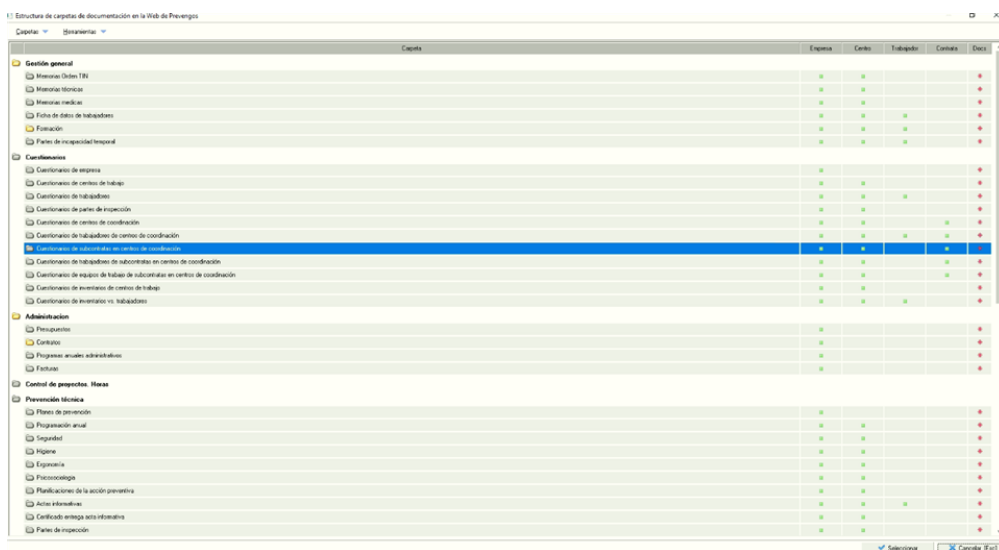 Estructura de carpetas de documentación en la Web de Prevengos
Carpetas Herramientas
Carpeta Empresa Centro Trabajador Contrata Docs
Gestión general
Memorias Orden TIN
Memorias técnicas
Memorias medicas
Ficha de datos de trabajadores
Formación
Partes de incapacidad temporal
Cuestionarios
Cuestionarios de empresa
Cuestionarios de centros de trabajo
Cuestionarios de trabajadores
Cuestionarios de partes de inspección
Cuestionarios de centros de coordinación
Cuestionarios de trabajadores de centros de coordinación
Cuestionarios de subcontratas en centros de coordinación
Cuestionarios de trabajadores de subcontratas en centros de coordinación
Cuestionarios de equipos de trabajo de subcontratas en centros de coordinación
Cuestionarios de inventarios de centros de trabajo
Cuestionarios de inventarios vs. trabajadores
Administracion
Presupuestos
Contratos
Programas anuales administrativos
Facturas
Control de proyectos. Horas
Prevención técnica
Planes de prevención
Programación anual
Seguridad
Higiene
Ergonomía
Psicosociología
Planificaciones de la acción preventiva
Actas informativas
Certificado entrega acta informativa
Partes de inspección
Seleccionar Cancelar (Esc)